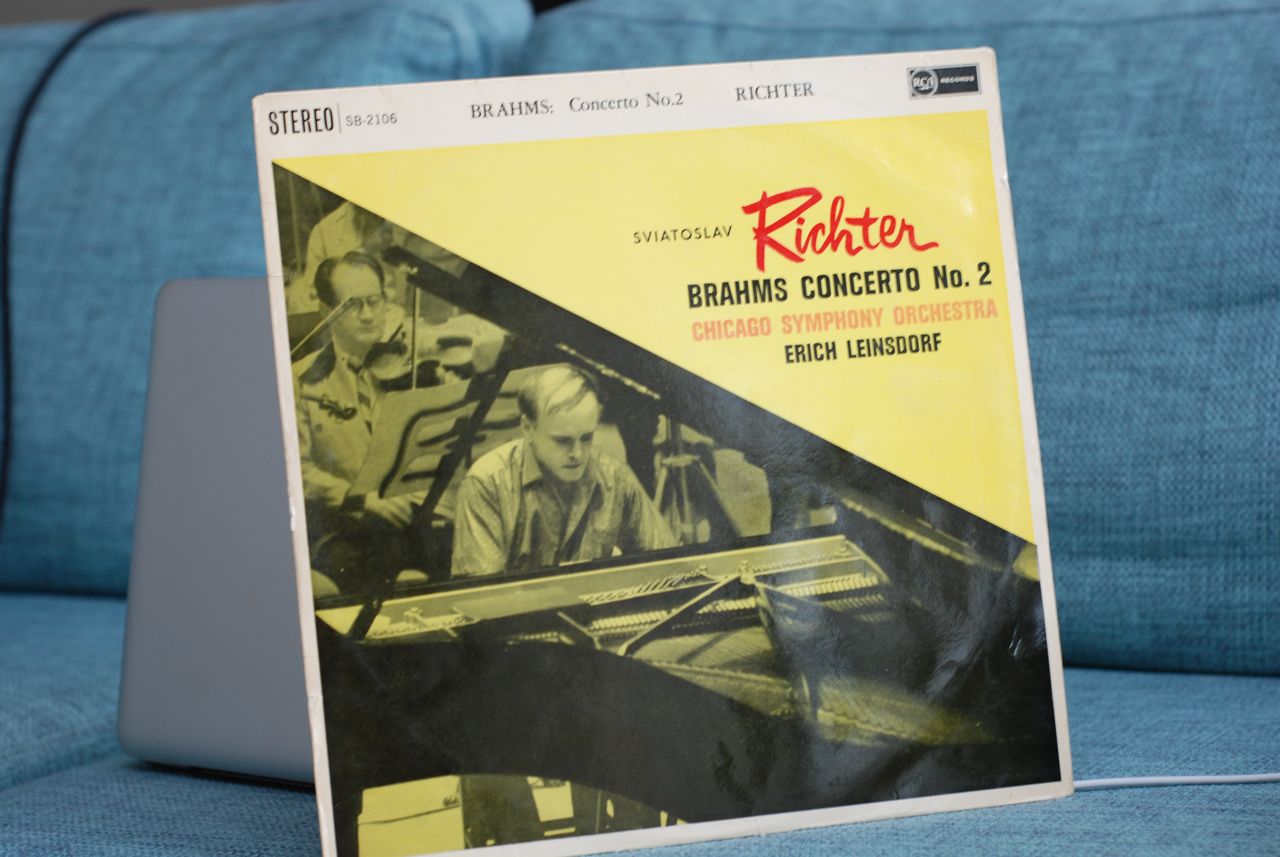 STEREO SB-2106 BRAHMS: Concerto No.2 RICHTER RCA RECORDS
SVIATOSLAV Richter
BRAHMS CONCERTO No. 2
CHICAGO SYMPHONY ORCHESTRA
ERICH LEINSDORF